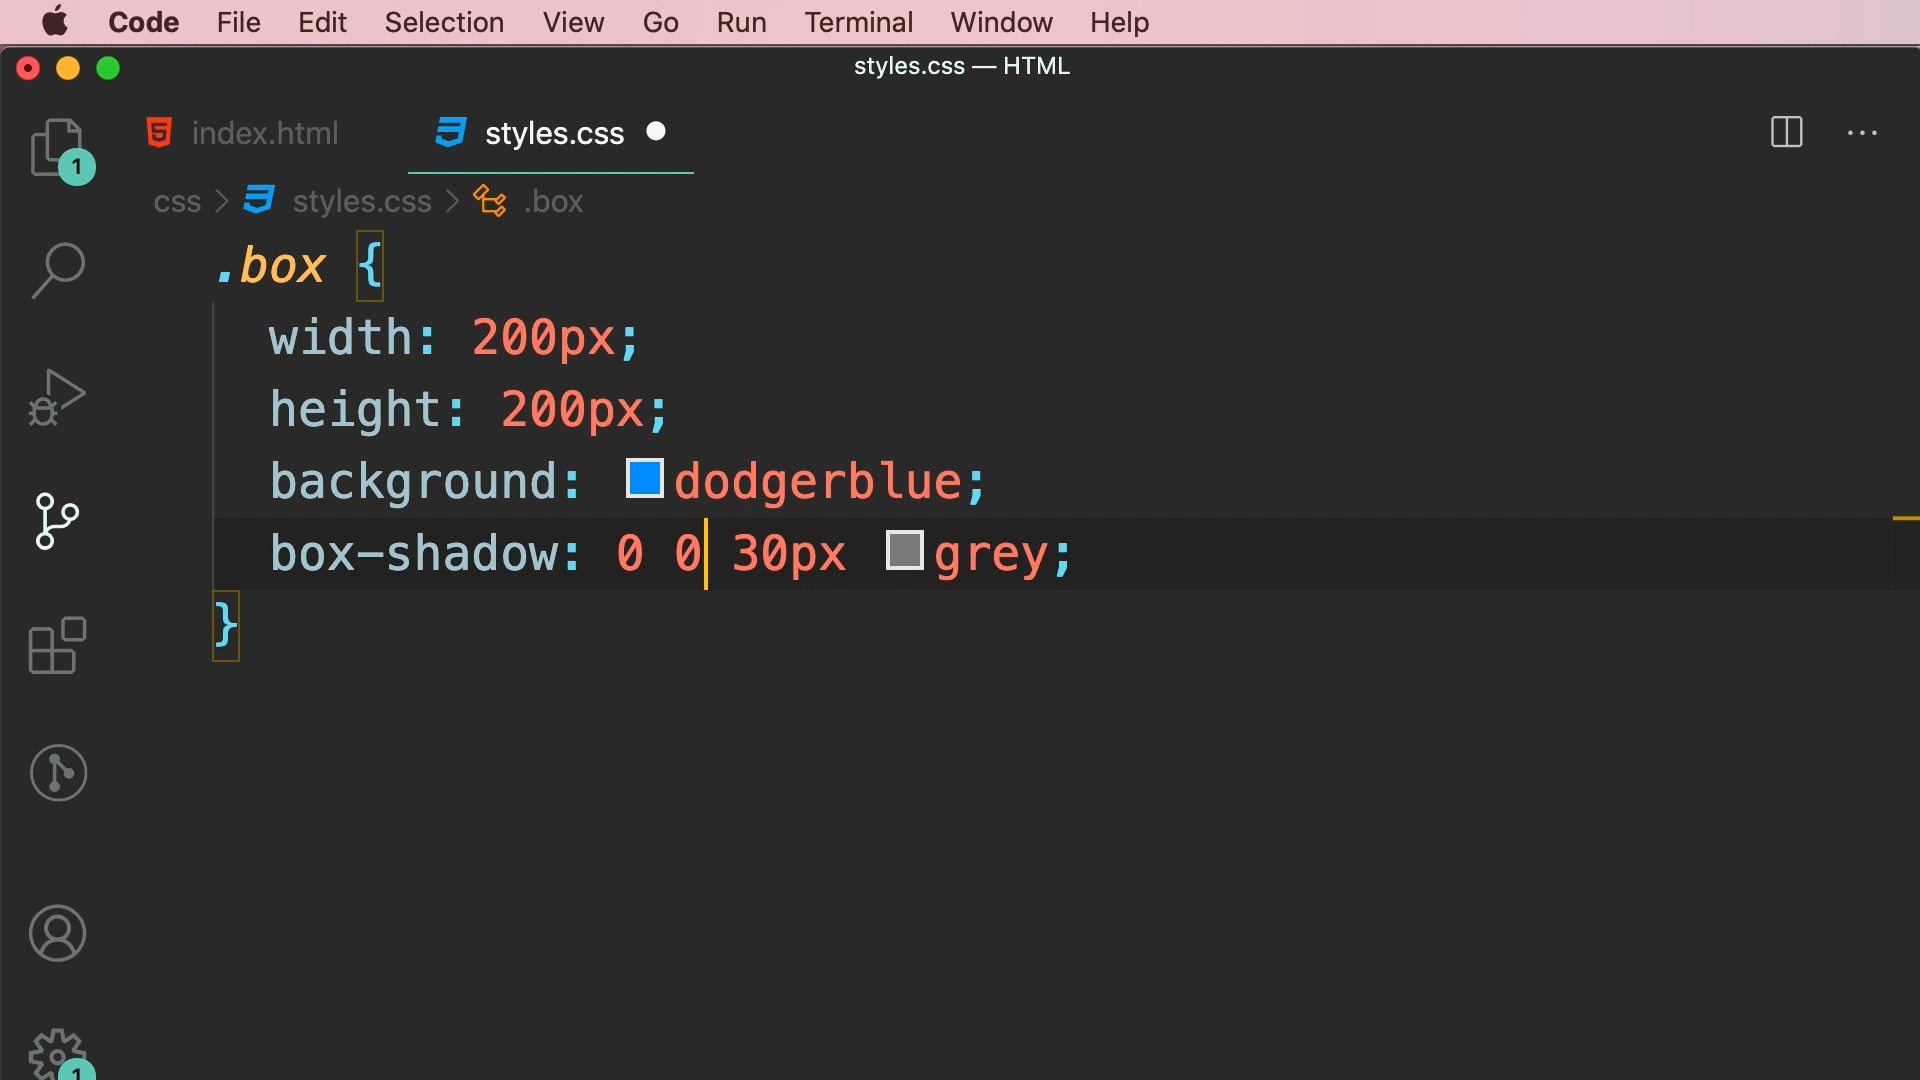 Code File Edit Selection View Go Run Terminal Window Help
styles.css — HTML
index.html styles.css
css > styles.css > .box
1
.box {
width: 200px;
height: 200px;
background: dodgerblue;
box-shadow: 0 0 30px grey;
}
1